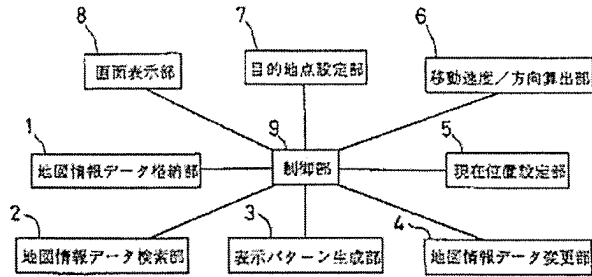 8
画面表示部
7
目的地点設定部
6
移動速度/方向算出部
1
地図情報データ格納部
9
制御部
5
現在位置設定部
2
地図情報データ検索部
3
表示パターン生成部
4
地図情報データ変更部